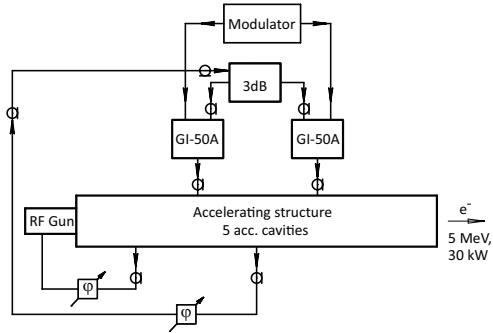 Modulator
3dB
GI-50A
GI-50A
RF Gun
Accelerating structure
5 acc. cavities
e-
5 MeV,
30 kW
φ
φ